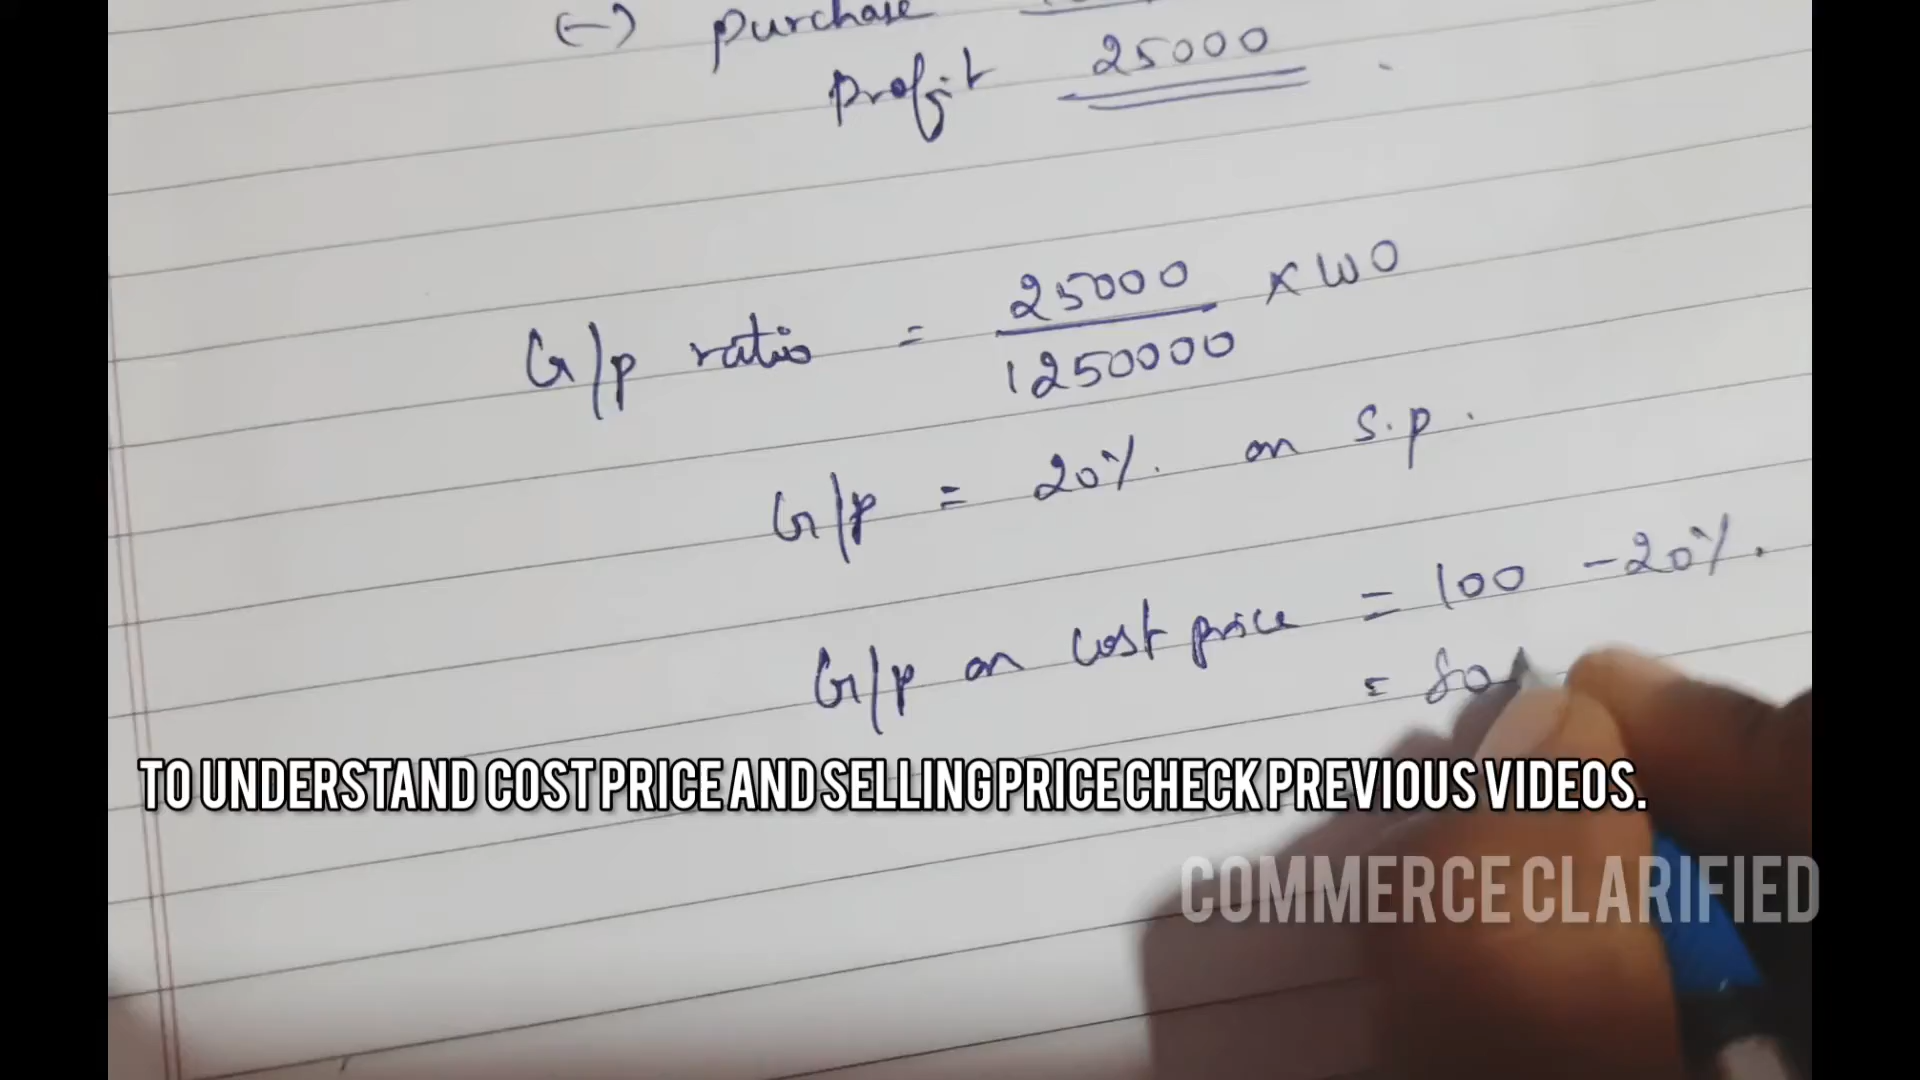 (-) purchase
profit 25000
G/p ratio = 25000 / 1250000 × 100
G/p = 20%. on S.p.
G/p on cost price = 100 - 20%.
= 80
TO UNDERSTAND COST PRICE AND SELLING PRICE CHECK PREVIOUS VIDEOS.
COMMERCE CLARIFIED